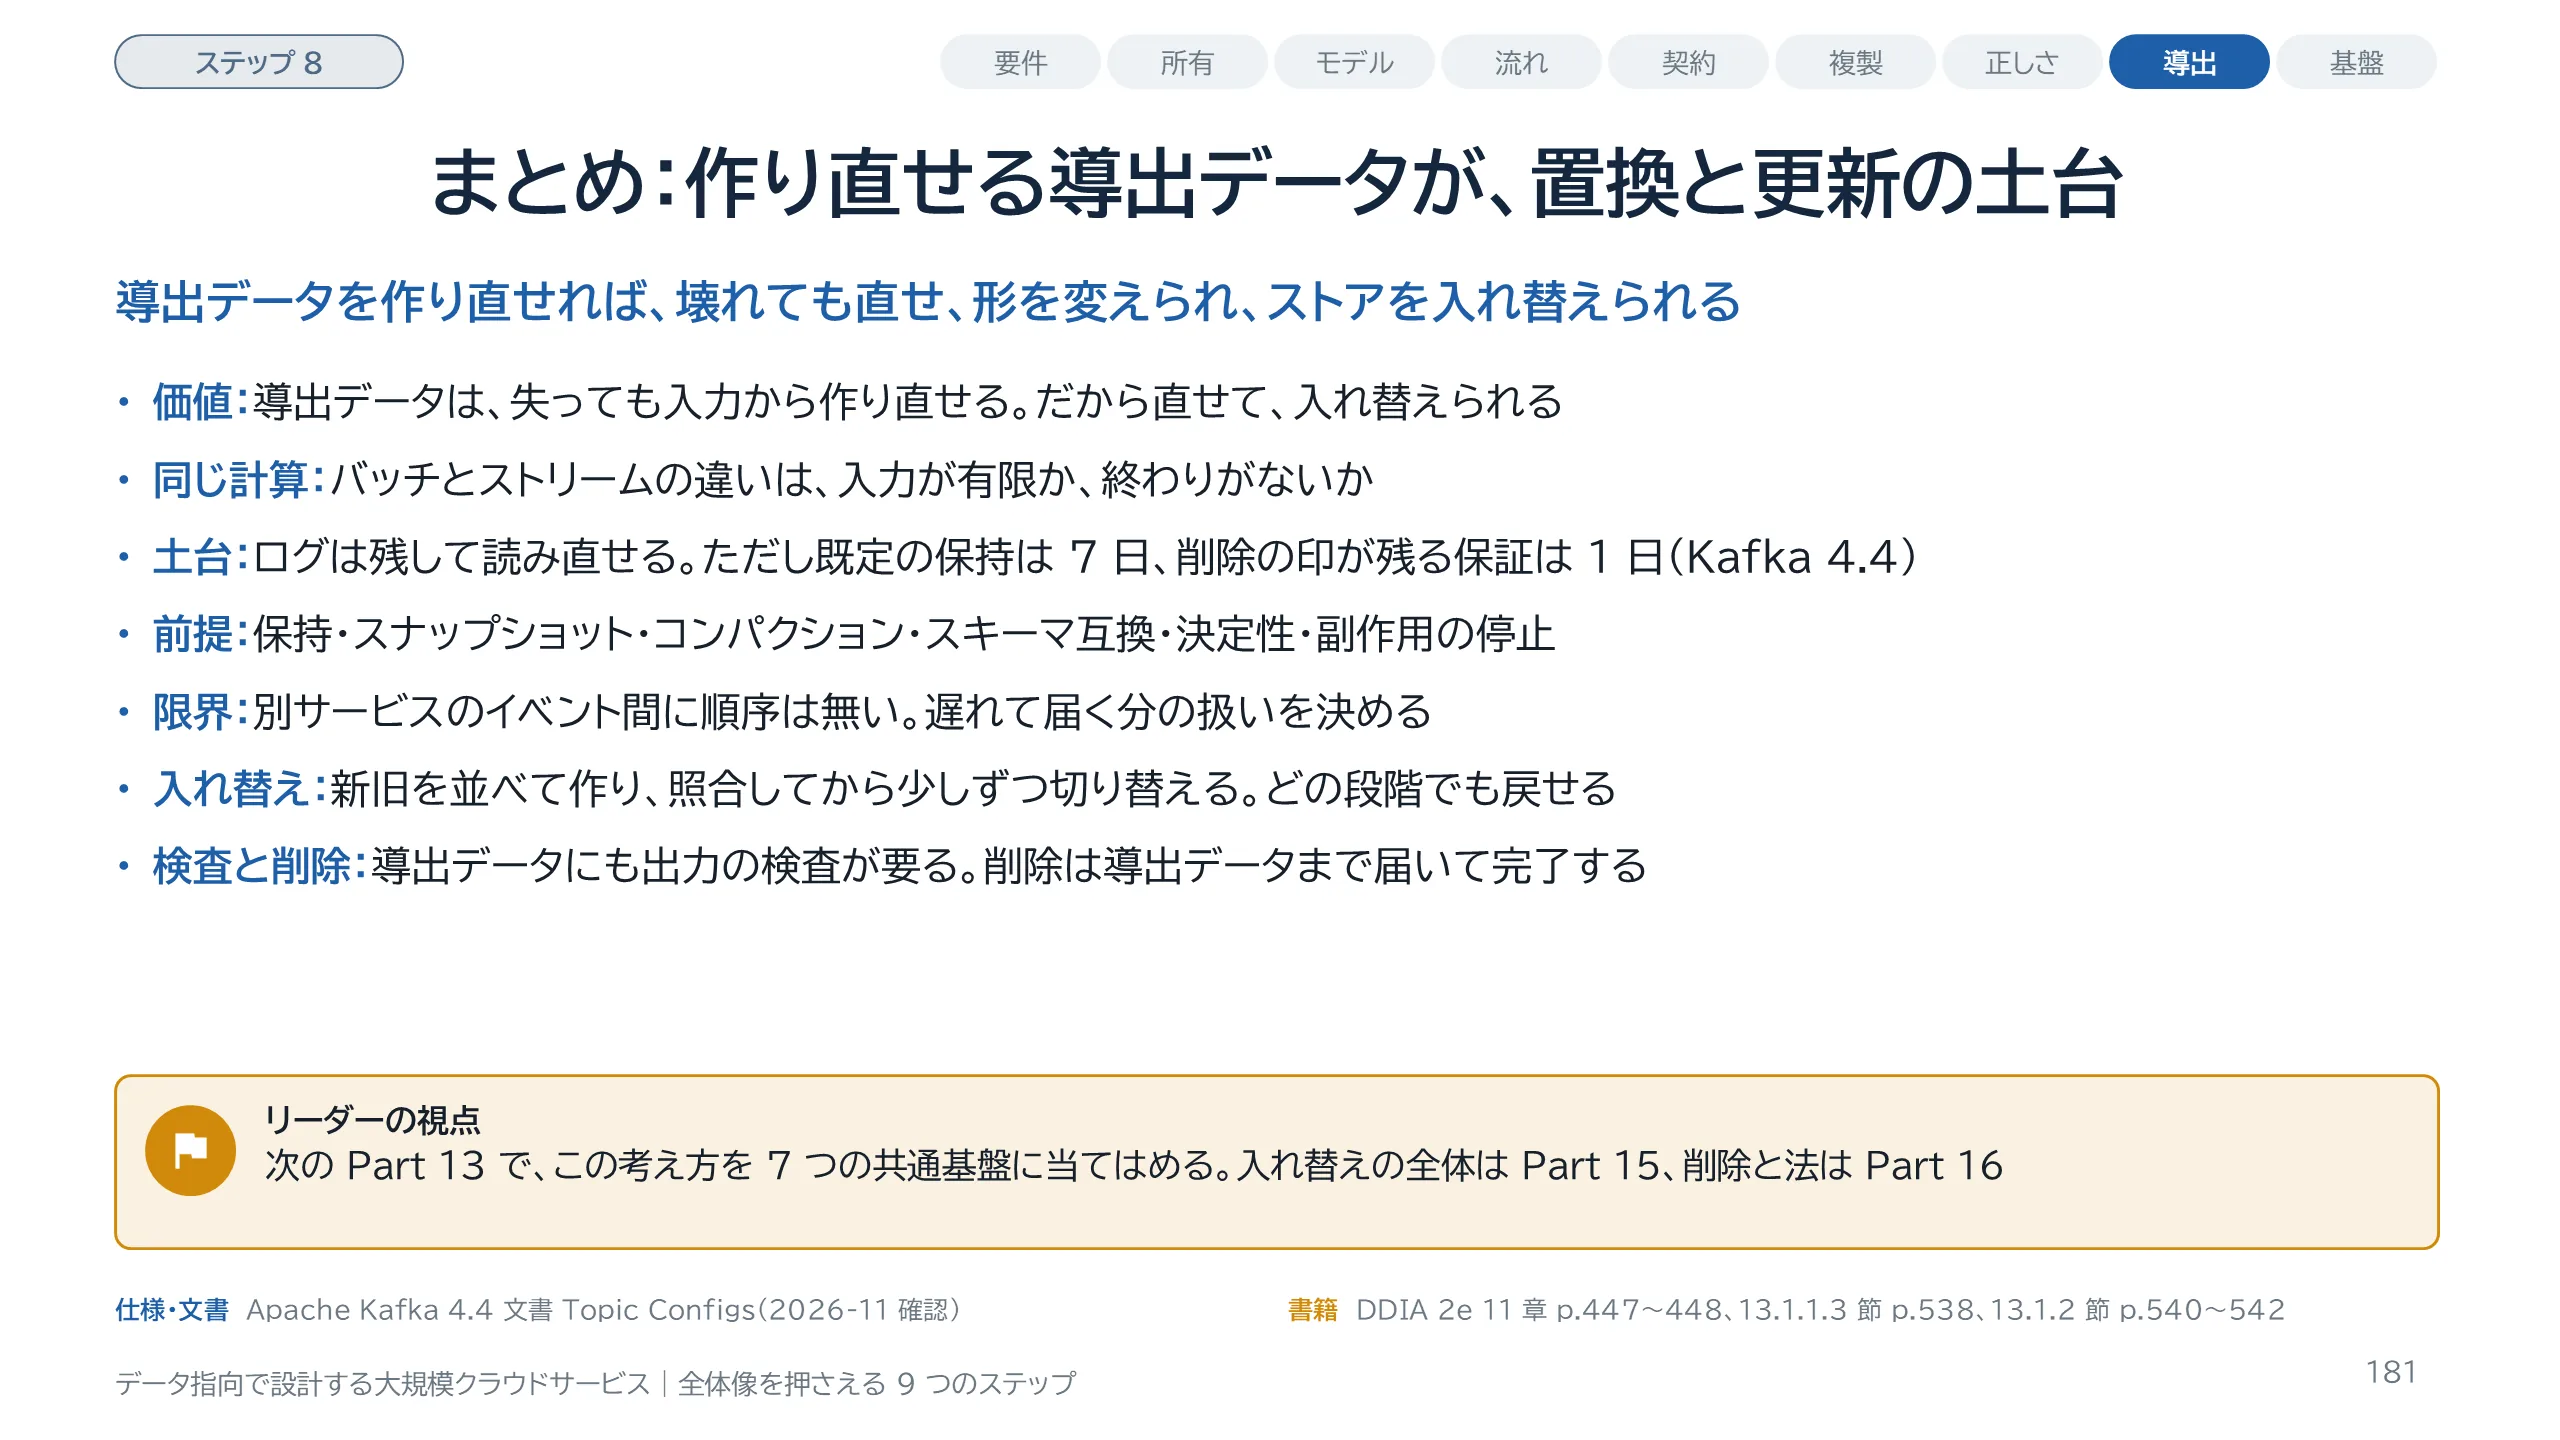 ステップ 8
要件 所有 モデル 流れ 契約 複製 正しさ 導出 基盤
まとめ：作り直せる導出データが、置換と更新の土台
導出データを作り直せれば、壊れても直せ、形を変えられ、ストアを入れ替えられる
・価値：導出データは、失っても入力から作り直せる。だから直せて、入れ替えられる
・同じ計算：バッチとストリームの違いは、入力が有限か、終わりがないか
・土台：ログは残して読み直せる。ただし既定の保持は 7 日、削除の印が残る保証は 1 日（Kafka 4.4）
・前提：保持・スナップショット・コンパクション・スキーマ互換・決定性・副作用の停止
・限界：別サービスのイベント間に順序は無い。遅れて届く分の扱いを決める
・入れ替え：新旧を並べて作り、照合してから少しずつ切り替える。どの段階でも戻せる
・検査と削除：導出データにも出力の検査が要る。削除は導出データまで届いて完了する
リーダーの視点
次の Part 13 で、この考え方を 7 つの共通基盤に当てはめる。入れ替えの全体は Part 15、削除と法は Part 16
仕様・文書 Apache Kafka 4.4 文書 Topic Configs（2026-11 確認）
書籍 DDIA 2e 11 章 p.447〜448、13.1.1.3 節 p.538、13.1.2 節 p.540〜542
データ指向で設計する大規模クラウドサービス｜全体像を押さえる 9 つのステップ
181